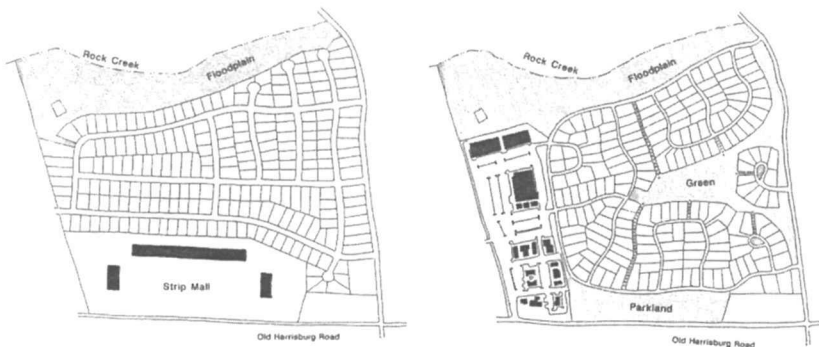 Rock Creek
Floodplain
Strip Mall
Old Harrisburg Road
Rock Creek
Floodplain
Green
Parkland
Old Harrisburg Road